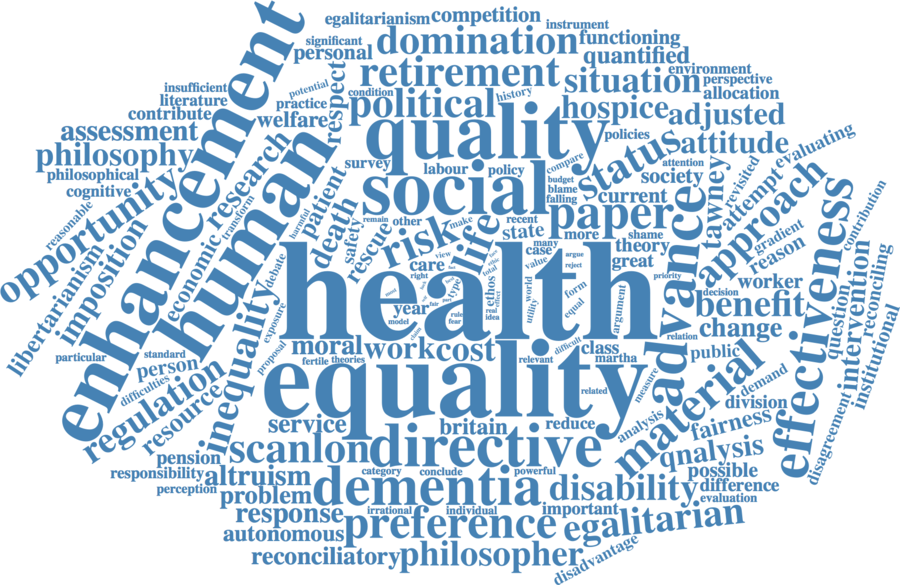 egalitarianism
competition
instrument
significant
personal
domination
functioning
quantified
retirement
situation
environment
perspective
allocation
insufficient
literature
contribute
potential
practice
welfare
condition
political
history
hospice
adjusted
assessment
respect
quality
policies
status
attitude
evaluating
enhancement
philosophy
philosophical
cognitive
research
human
survey
labour
policy
compare
budget
blame
falling
attention
society
current
revisited
attempt
opportunity
reasonable
transform
harmful
patient
death
social
paper
tawney
approach
contribution
libertarianism
imposition
economic
debate
safety
rescue
remain
other
risk
make
life
recent
state
many
more
shame
theory
great
advance
gradient
reason
effectiveness
care
view
right
type
ethos
total
case
value
argue
reject
priority
decision
worker
benefit
question
intervention
reconciling
institutional
inequality
exposure
year
model
fair
rule
fear
real
idea
effect
world
utility
form
equal
argument
health
change
relation
particular
standard
person
difficulties
proposal
moral
fertile
theories
work
cost
claim
relevant
difficult
class
martha
public
material
demand
disagreement
regulation
resource
equality
related
measure
division
fairness
service
britain
reduce
analysis
qnalysis
pension
scanlon
directive
possible
responsibility
perception
altruism
category
conclude
powerful
disability
difference
evaluation
problem
dementia
irrational
individual
important
response
preference
egalitarian
autonomous
reconciliatory
philosopher
disadvantage